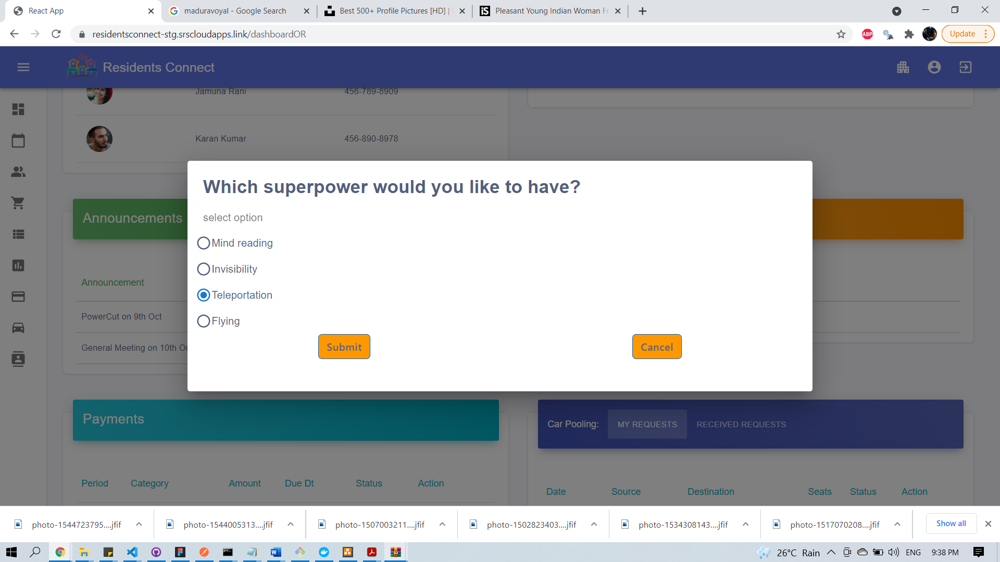 React App
maduravoyal - Google Search
Best 500+ Profile Pictures [HD] |
Pleasant Young Indian Woman Fr
residentsconnect-stg.srscloudapps.link/dashboardOR
ABP
Update
Residents Connect
Jamuna Rani 456-789-8909
Karan Kumar 456-890-8978
Which superpower would you like to have?
select option
Mind reading
Invisibility
Teleportation
Flying
Submit
Cancel
Announcements
Announcement
PowerCut on 9th Oct
General Meeting on 10th Oc
Payments
Period Category Amount Due Dt Status Action
Car Pooling: MY REQUESTS RECEIVED REQUESTS
Date Source Destination Seats Status Action
photo-1544723795....jfif
photo-1544005313....jfif
photo-1507003211....jfif
photo-1502823403....jfif
photo-1534308143....jfif
photo-1517070208....jfif
Show all
26°C Rain
ENG
9:38 PM